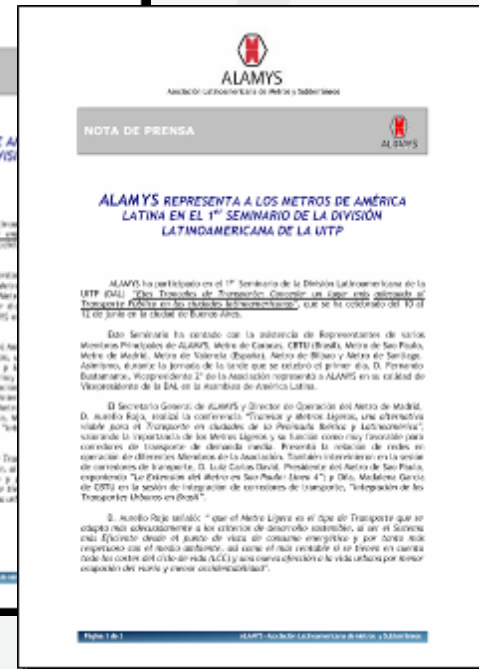 ALAMYS
Asociación Latinoamericana de Metros y Subterráneos
NOTA DE PRENSA
ALAMYS
ALAMYS REPRESENTA A LOS METROS DE AMÉRICA
LATINA EN EL 1er SEMINARIO DE LA DIVISIÓN
LATINOAMERICANA DE LA UITP
ALAMYS ha participado en el 1er Seminario de la División Latinoamericana de la
UITP (DAL) "Ejes Troncales de Transporte: Conceder un lugar más adecuado al
Transporte Público en las ciudades latinoamericanas", que se ha celebrado del 10 al
12 de junio en la ciudad de Buenos Aires.
Este Seminario ha contado con la asistencia de Representantes de varios
Miembros Principales de ALAMYS, Metro de Caracas, CBTU (Brasil), Metro de Sao Paulo,
Metro de Madrid, Metro de Valencia (España), Metro de Bilbao y Metro de Santiago.
Asimismo, durante la jornada de la tarde que se celebró el primer día, D. Fernando
Bustamante, Vicepresidente 2º de la Asociación representó a ALAMYS en su calidad de
Vicepresidente de la DAL en la Asamblea de América Latina.
El Secretario General de ALAMYS y Director de Operación del Metro de Madrid,
D. Aurelio Rojo, realizó la conferencia "Tranvías y Metros Ligeros, una alternativa
viable para el Transporte en ciudades de la Península Ibérica y Latinoamérica",
valorando la importancia de los Metros Ligeros y su función como muy favorable para
corredores de transporte de demanda media. Presentó la relación de redes en
operación de diferentes Miembros de la Asociación. También intervinieron en la sesión
de corredores de transporte, D. Luiz Carlos David, Presidente del Metro de Sao Paulo,
exponiendo "La Extensión del Metro en Sao Paulo: Línea 4"; y Dña. Madalena García
de CBTU en la sesión de integración de corredores de transporte, "Integración de los
Transportes Urbanos en Brasil".
D. Aurelio Rojo señaló: "que el Metro Ligero es el tipo de Transporte que se
adapta más adecuadamente a los criterios de desarrollo sostenible, al ser el Sistema
más Eficiente desde el punto de vista de consumo energético y por tanto más
respetuoso con el medio ambiente, así como el más rentable si se tienen en cuenta
todo los costes del ciclo de vida (LCC) y una nueva afección a la vida urbana por menor
ocupación del viario y menor accidentabilidad".
Página 1 de 2
ALAMYS - Asociación Latinoamericana de Metros y Subterráneos